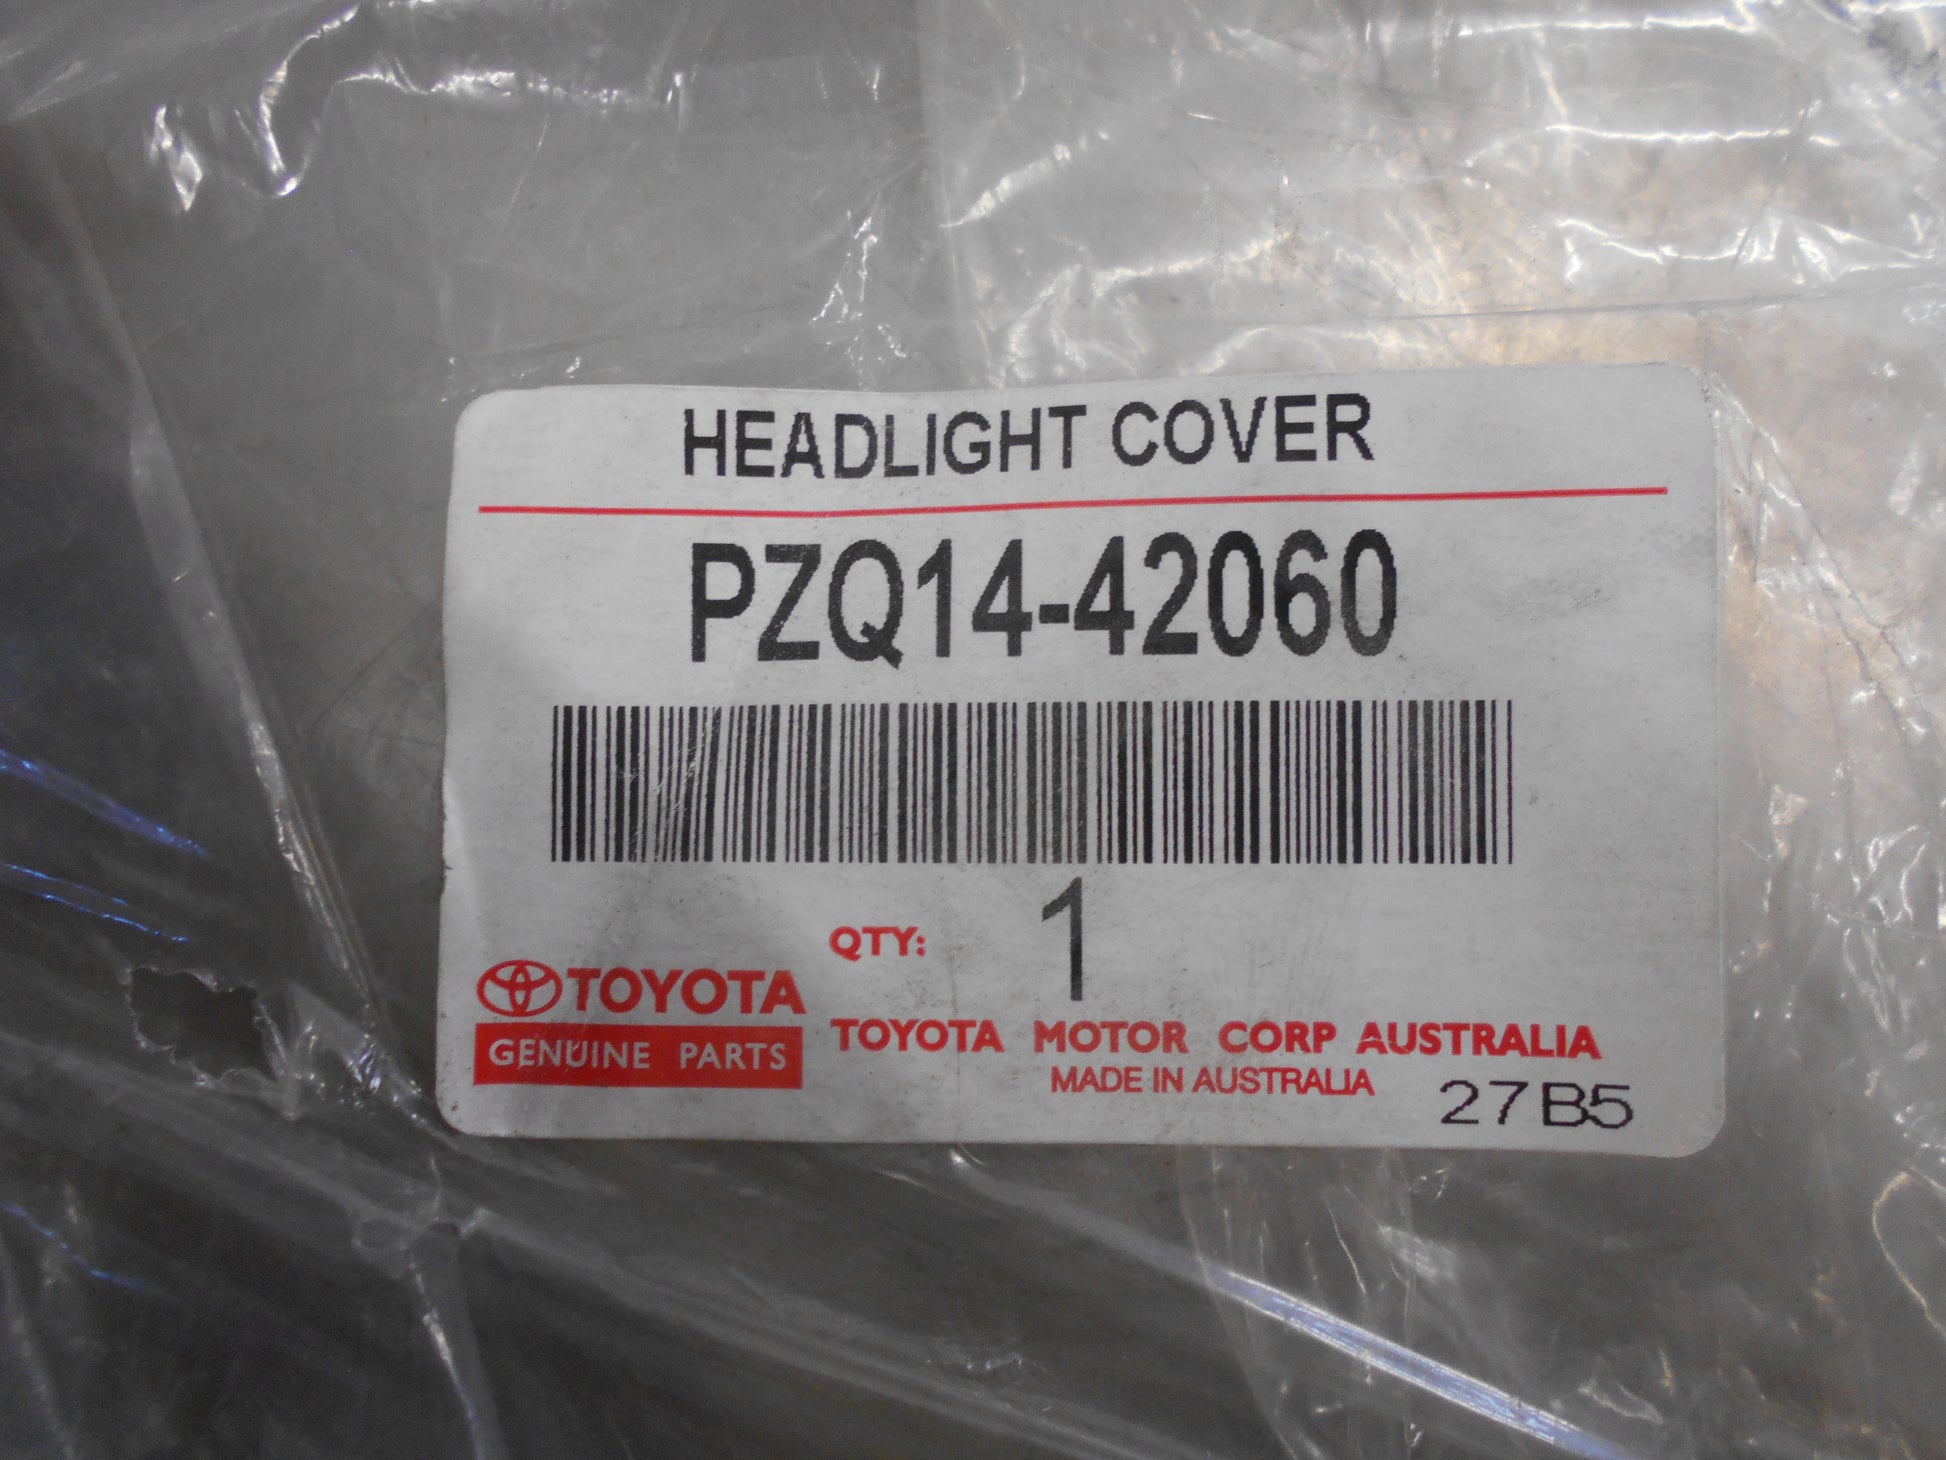 HEADLIGHT COVER
PZQ14-42060
QTY: 1
TOYOTA
GENUINE PARTS
TOYOTA MOTOR CORP AUSTRALIA
MADE IN AUSTRALIA
27B5